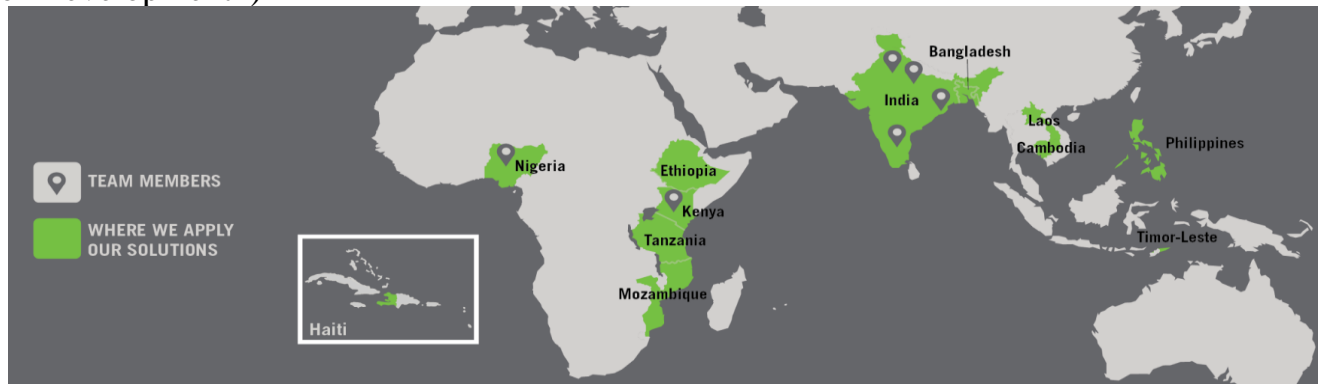 TEAM MEMBERS
WHERE WE APPLY
OUR SOLUTIONS
Haiti
Nigeria
Ethiopia
Kenya
Tanzania
Mozambique
Bangladesh
India
Laos
Cambodia
Philippines
Timor-Leste